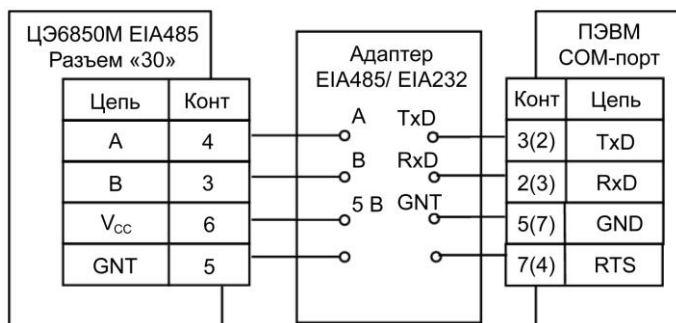 ЦЭ6850М EIA485
Разъем «30»
Цепь Конт
A 4
B 3
VCC 6
GNT 5
Адаптер
EIA485/ EIA232
A TxD
B RxD
5 В GNT
ПЭВМ
COM-порт
Конт Цепь
3(2) TxD
2(3) RxD
5(7) GND
7(4) RTS